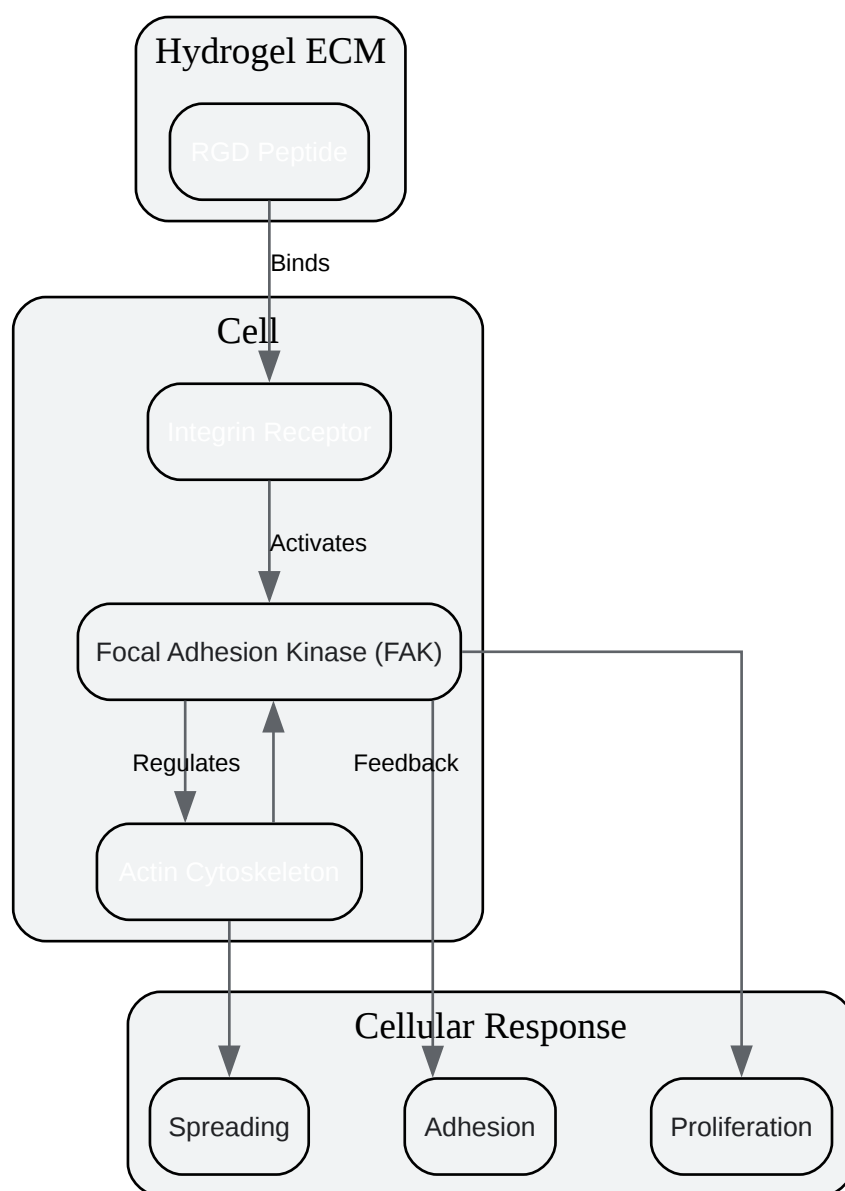 Hydrogel ECM
RGD Peptide
Binds
Cell
Integrin Receptor
Activates
Focal Adhesion Kinase (FAK)
Regulates
Feedback
Actin Cytoskeleton
Cellular Response
Spreading
Adhesion
Proliferation